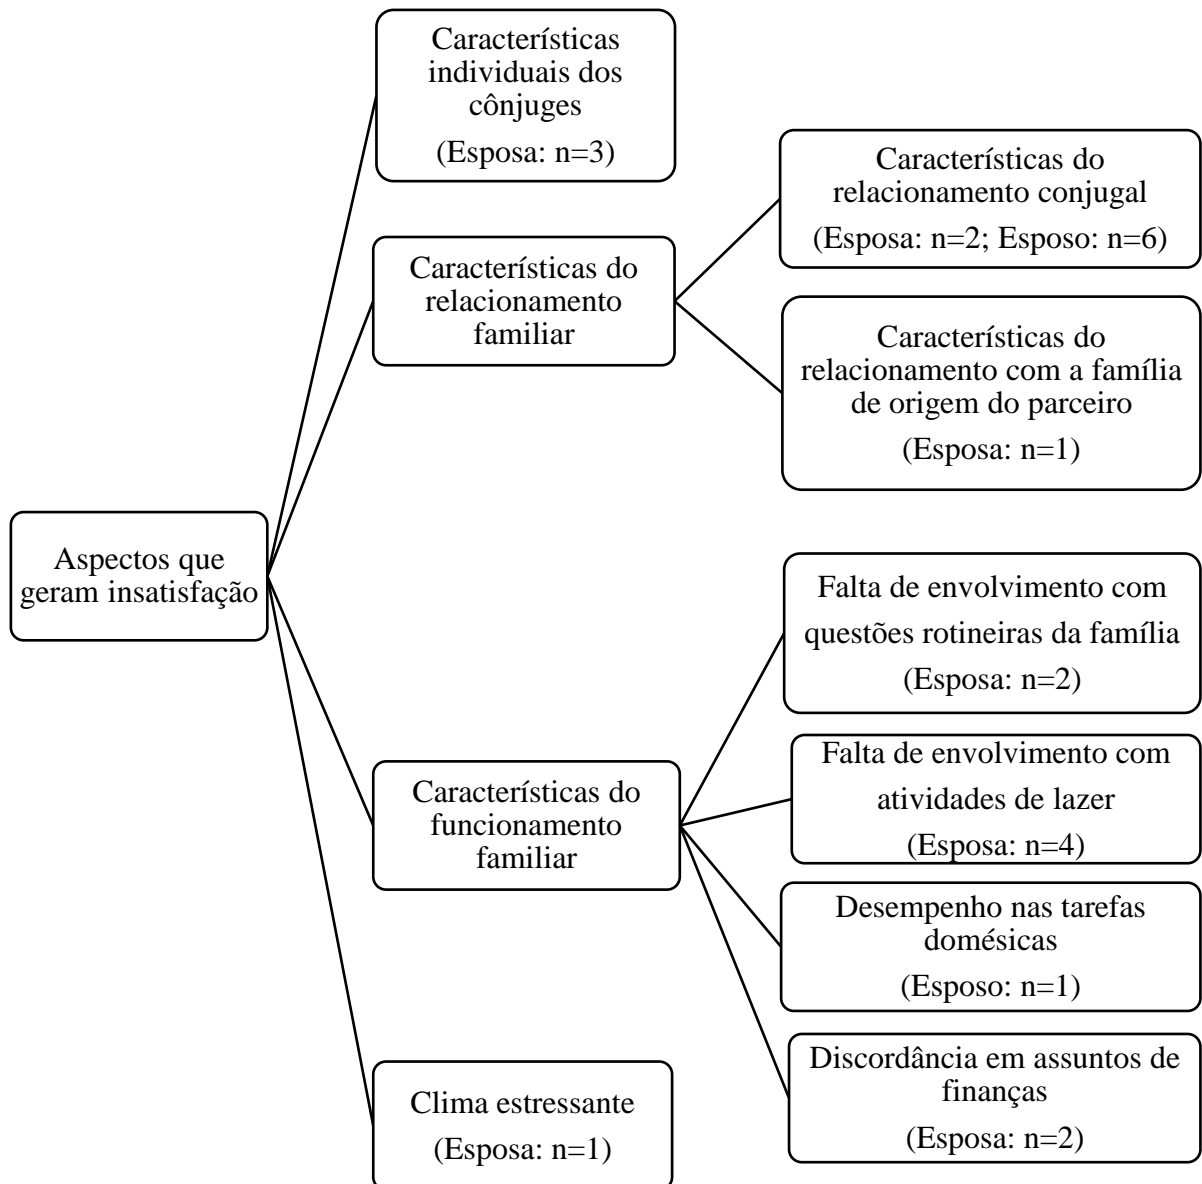 Características
individuais dos
cônjuges
(Esposa: n=3)
Características do
relacionamento conjugal
(Esposa: n=2; Esposo: n=6)
Características do
relacionamento
familiar
Características do
relacionamento com a família
de origem do parceiro
(Esposa: n=1)
Aspectos que
geram insatisfação
Falta de envolvimento com
questões rotineiras da família
(Esposa: n=2)
Falta de envolvimento com
atividades de lazer
(Esposa: n=4)
Características do
funcionamento
familiar
Desempenho nas tarefas
domésicas
(Esposo: n=1)
Discordância em assuntos de
finanças
(Esposa: n=2)
Clima estressante
(Esposa: n=1)